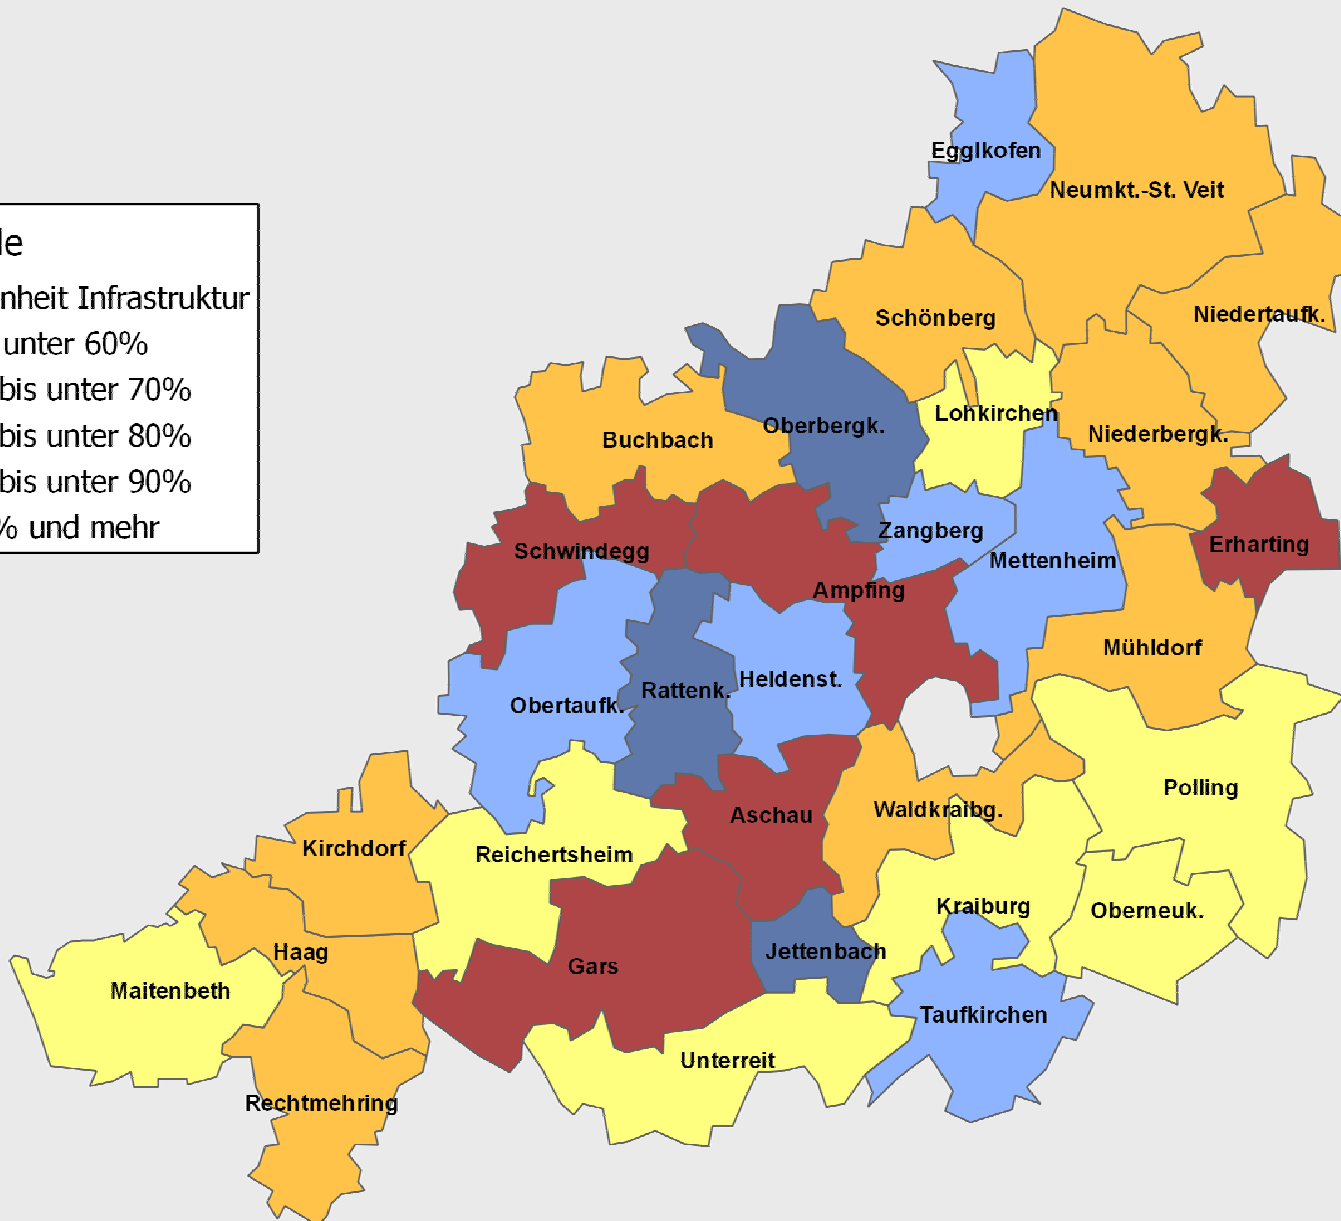 Egglkofen
Neumkt.-St. Veit
le
nheit Infrastruktur
unter 60%
bis unter 70%
bis unter 80%
bis unter 90%
% und mehr
Schönberg
Niedertaufk.
Lohkirchen
Oberbergk.
Buchbach
Niederbergk.
Zangberg
Schwindegg
Erharting
Mettenheim
Ampfing
Mühldorf
Heldenst.
Rattenk.
Obertaufk.
Polling
Waldkraibg.
Aschau
Kirchdorf
Reichertsheim
Kraiburg
Oberneuk.
Haag
Jettenbach
Gars
Maitenbeth
Taufkirchen
Unterreit
Rechtmehring